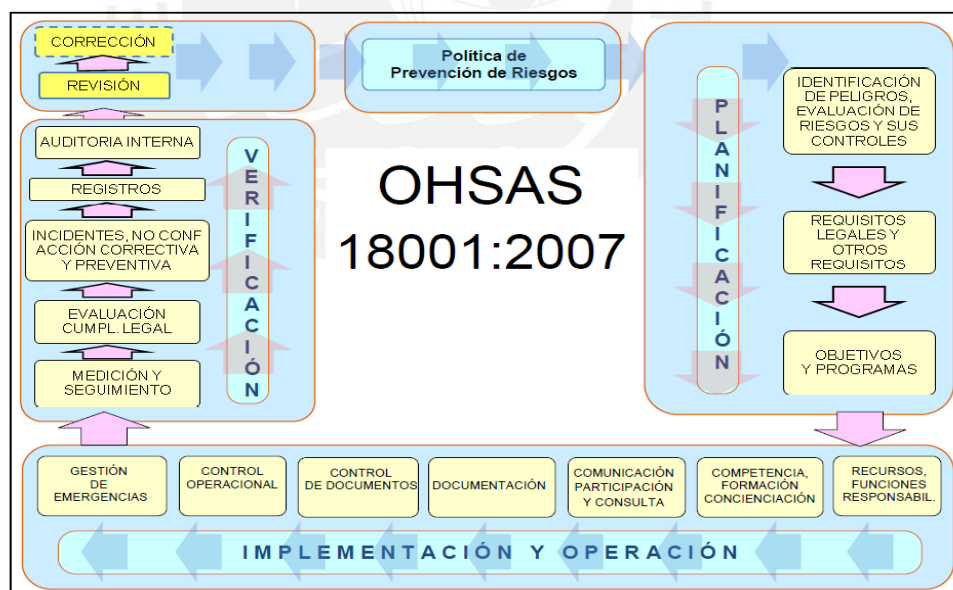 CORRECCIÓN
REVISIÓN
Política de
Prevención de Riesgos
PLANIFICACIÓN
IDENTIFICACIÓN
DE PELIGROS,
EVALUACIÓN DE
RIESGOS Y SUS
CONTROLES
REQUISITOS
LEGALES Y
OTROS
REQUISITOS
OBJETIVOS
Y PROGRAMAS
AUDITORIA INTERNA
REGISTROS
INCIDENTES, NO CONF
ACCIÓN CORRECTIVA
Y PREVENTIVA
EVALUACIÓN
CUMPL. LEGAL
MEDICIÓN Y
SEGUIMIENTO
VERIFICACIÓN
OHSAS
18001:2007
GESTIÓN
DE
EMERGENCIAS
CONTROL
OPERACIONAL
CONTROL
DE DOCUMENTOS
DOCUMENTACIÓN
COMUNICACIÓN
PARTICIPACIÓN
Y CONSULTA
COMPETENCIA,
FORMACIÓN
CONCIENCIACIÓN
RECURSOS,
FUNCIONES
RESPONSABIL.
IMPLEMENTACIÓN Y OPERACIÓN